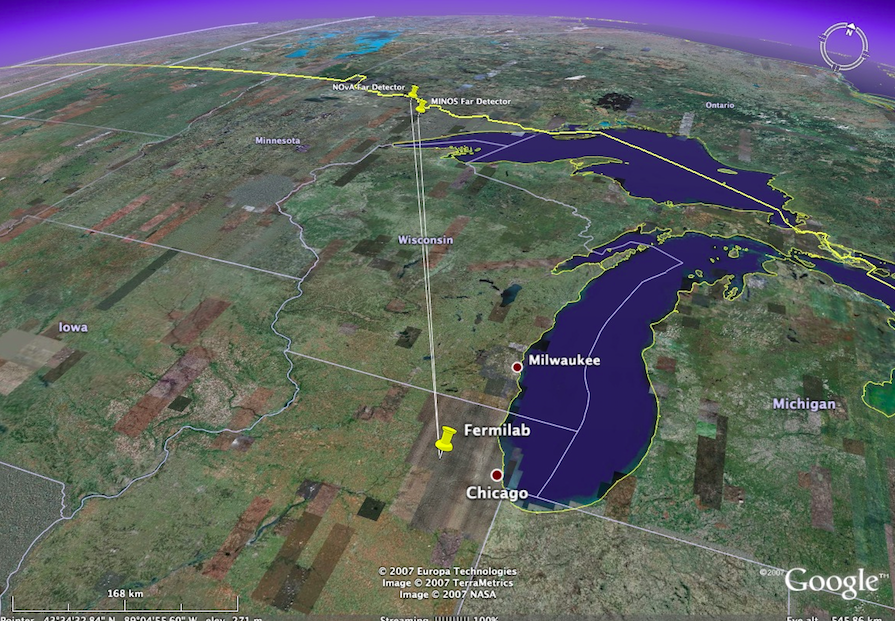 N
NOvA Far Detector
MINOS Far Detector
Ontario
Minnesota
Wisconsin
Iowa
Milwaukee
Michigan
Fermilab
Chicago
© 2007 Europa Technologies
Image © 2007 TerraMetrics
Image © 2007 NASA
©2007 Google™
168 km
Pointer 43°34'32.84" N 89°04'55.60" W elev 271 m
Streaming 100%
Eye alt 545.86 km